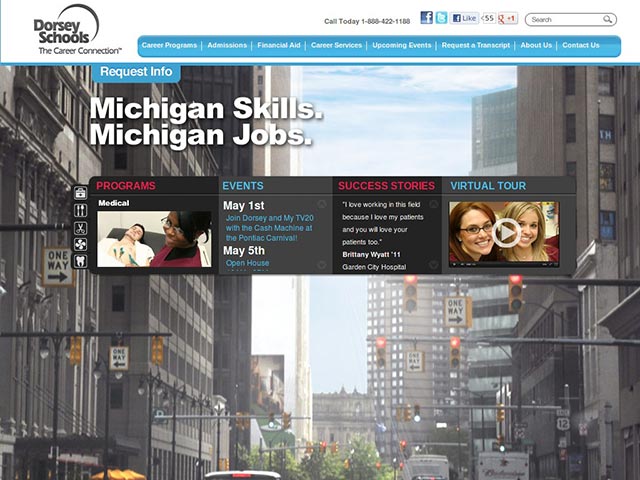 Dorsey
Schools
The Career Connection™
Call Today 1-888-422-1188
Like
55
+1
Search
Career Programs
Admissions
Financial Aid
Career Services
Upcoming Events
Request a Transcript
About Us
Contact Us
Request Info
Michigan Skills.
Michigan Jobs.
PROGRAMS
Medical
EVENTS
May 1st
Join Dorsey and My TV20
with the Cash Machine at
the Pontiac Carnival!
May 5th
Open House
SUCCESS STORIES
"I love working in this field
because I love my patients
and you will love your
patients too."
Brittany Wyatt '11
Garden City Hospital
VIRTUAL TOUR
ONE WAY
ONE WAY
ONE WAY
ONE WAY
12
Budweiser